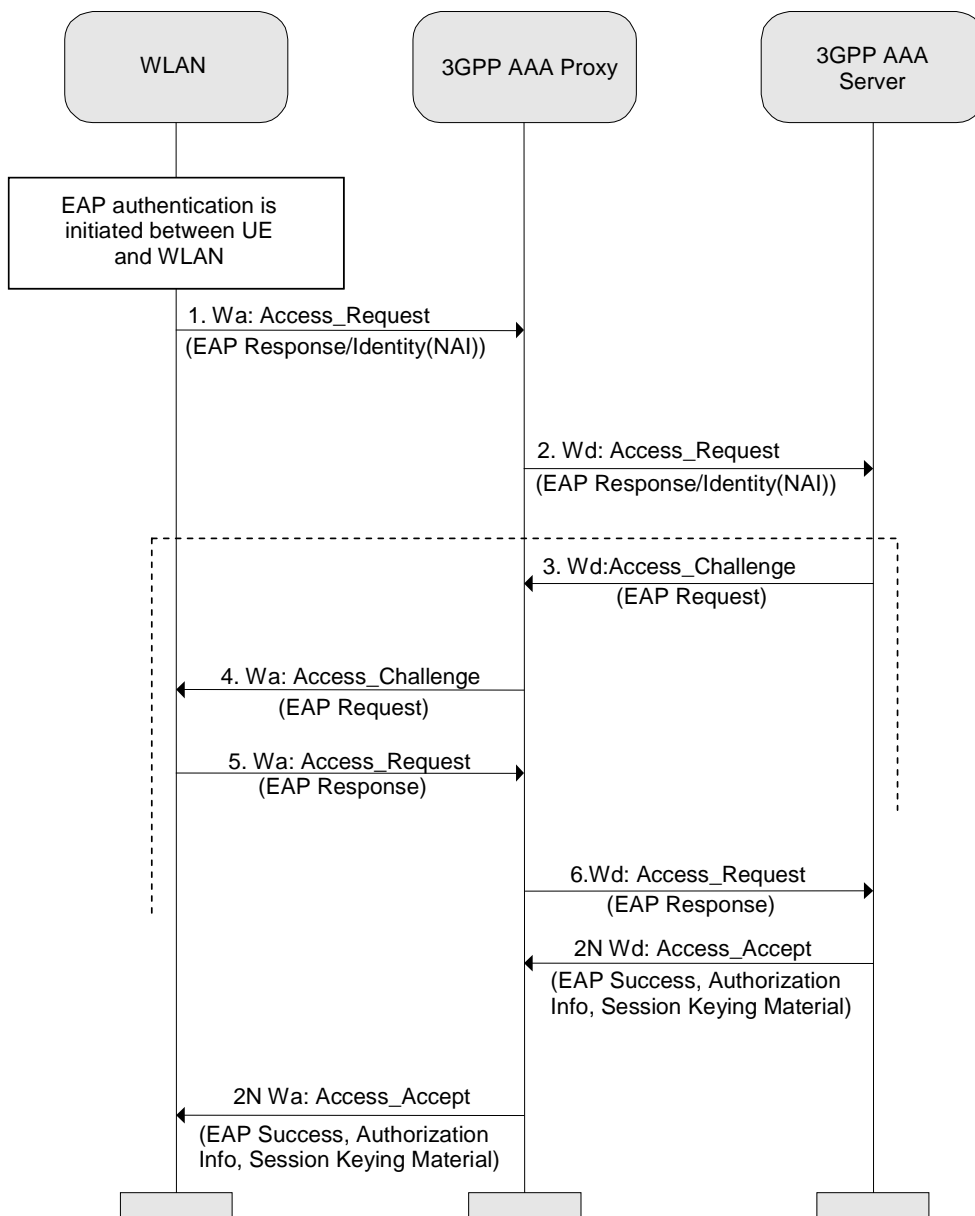 WLAN
3GPP AAA Proxy
3GPP AAA
Server
EAP authentication is
initiated between UE
and WLAN
1. Wa: Access_Request
(EAP Response/Identity(NAI))
2. Wd: Access_Request
(EAP Response/Identity(NAI))
3. Wd:Access_Challenge
(EAP Request)
4. Wa: Access_Challenge
(EAP Request)
5. Wa: Access_Request
(EAP Response)
6.Wd: Access_Request
(EAP Response)
2N Wd: Access_Accept
(EAP Success, Authorization
Info, Session Keying Material)
2N Wa: Access_Accept
(EAP Success, Authorization
Info, Session Keying Material)